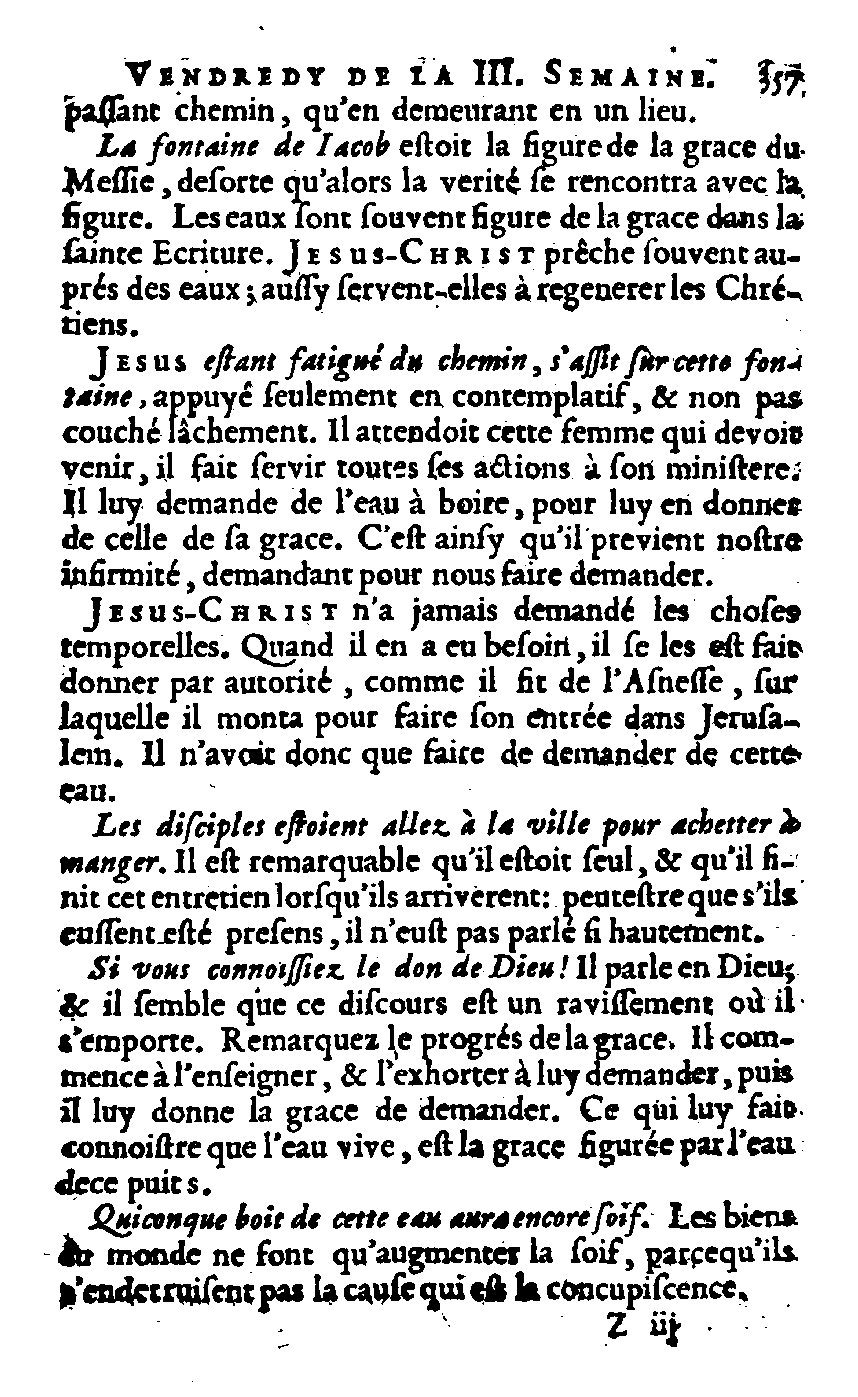 VENDREDY DE LA III. SEMAINE. 357
paſſant chemin, qu'en demeurant en un lieu.
La fontaine de Iacob eſtoit la figure de la grace du
Meſſie, deſorte qu'alors la verité ſe rencontra avec la
figure. Les eaux ſont ſouvent figure de la grace dans la
ſainte Ecriture. JESUS-CHRIST prêche ſouvent au-
prés des eaux; auſſy ſervent-elles à regenerer les Chré-
tiens.
JESUS eſtant fatigué du chemin, s'aſſit ſur cette fon-
taine, appuyé ſeulement en contemplatif, & non pas
couché lâchement. Il attendoit cette femme qui devoit
venir, il fait ſervir toutes ſes actions à ſon miniſtere.
Il luy demande de l'eau à boire, pour luy en donner
de celle de ſa grace. C'eſt ainſy qu'il previent noſtre
infirmité, demandant pour nous faire demander.
JESUS-CHRIST n'a jamais demandé les choſes
temporelles. Quand il en a eu beſoin, il ſe les eſt fait
donner par autorité, comme il fit de l'Aſneſſe, ſur
laquelle il monta pour faire ſon entrée dans Jeruſa-
lem. Il n'avoit donc que faire de demander de cette
eau.
Les diſciples eſtoient allez à la ville pour achetter à
manger. Il eſt remarquable qu'il eſtoit ſeul, & qu'il fi-
nit cet entretien lorſqu'ils arriverent: peuteſtre que s'ils
euſſent eſté preſens, il n'euſt pas parlé ſi hautement.
Si vous connoiſſiez le don de Dieu! Il parle en Dieu;
& il ſemble que ce diſcours eſt un raviſſement où il
s'emporte. Remarquez le progrés de la grace. Il com-
mence à l'enſeigner, & l'exhorter à luy demander, puis
il luy donne la grace de demander. Ce qui luy fait
connoiſtre que l'eau vive, eſt la grace figurée par l'eau
de ce puits.
Quiconque boit de cette eau aura encore ſoif. Les biens
du monde ne font qu'augmenter la ſoif, parcequ'ils
n'endetruiſent pas la cauſe qui eſt la concupiſcence.
Z iij